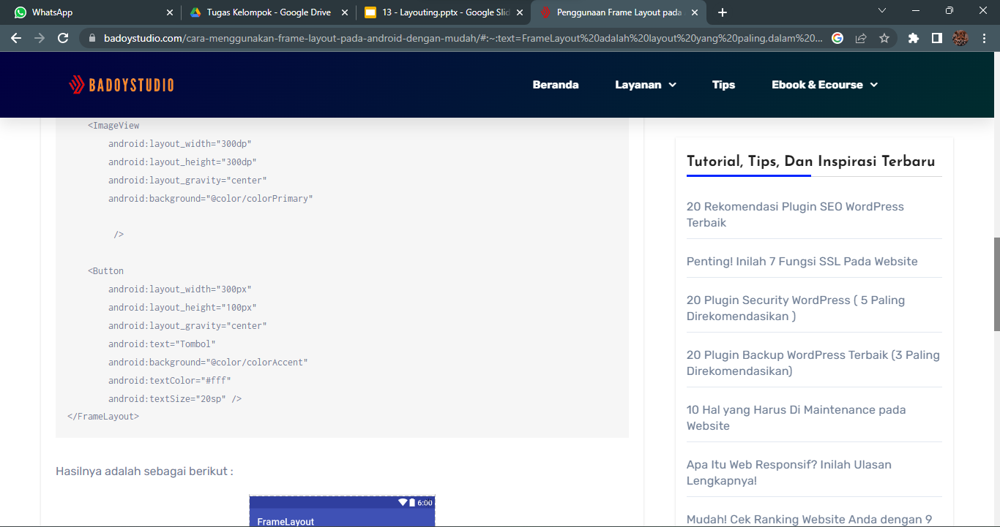 WhatsApp
Tugas Kelompok - Google Drive
13 - Layouting.pptx - Google Slid
Penggunaan Frame Layout pada
badoystudio.com/cara-menggunakan-frame-layout-pada-android-dengan-mudah/#:~:text=FrameLayout%20adalah%20layout%20yang%20paling,dalam%20...
BADOYSTUDIO
Beranda
Layanan
Tips
Ebook & Ecourse
<ImageView
android:layout_width="300dp"
android:layout_height="300dp"
android:layout_gravity="center"
android:background="@color/colorPrimary"
/>
<Button
android:layout_width="300px"
android:layout_height="100px"
android:layout_gravity="center"
android:text="Tombol"
android:background="@color/colorAccent"
android:textColor="#fff"
android:textSize="20sp" />
</FrameLayout>
Hasilnya adalah sebagai berikut :
6:00
FrameLayout
Tutorial, Tips, Dan Inspirasi Terbaru
20 Rekomendasi Plugin SEO WordPress
Terbaik
Penting! Inilah 7 Fungsi SSL Pada Website
20 Plugin Security WordPress ( 5 Paling
Direkomendasikan )
20 Plugin Backup WordPress Terbaik (3 Paling
Direkomendasikan)
10 Hal yang Harus Di Maintenance pada
Website
Apa Itu Web Responsif? Inilah Ulasan
Lengkapnya!
Mudah! Cek Ranking Website Anda dengan 9